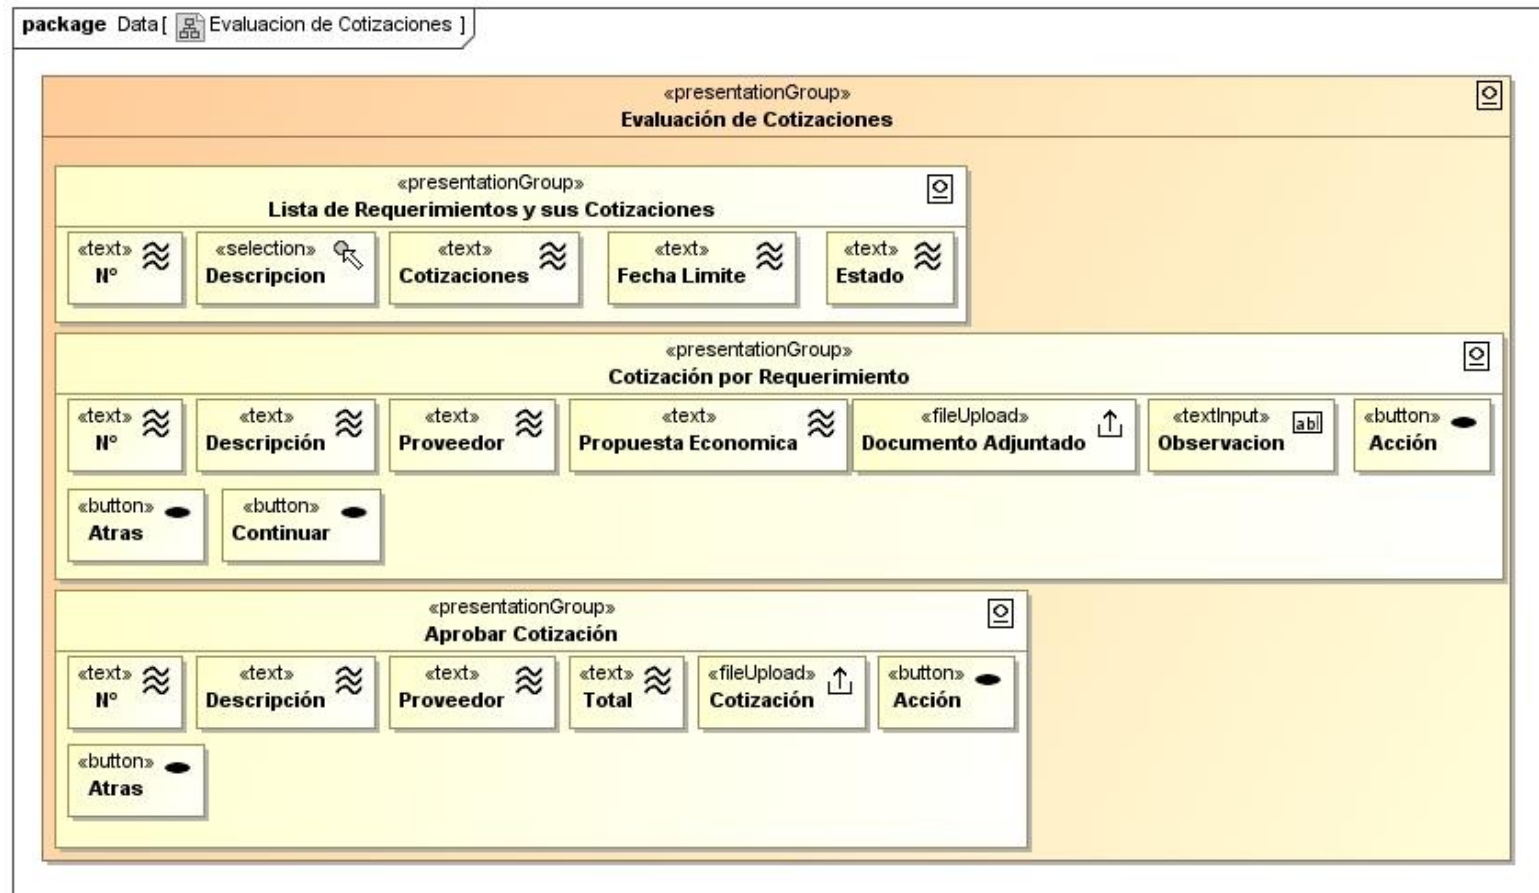 package Data [ Evaluacion de Cotizaciones ]
«presentationGroup»
Evaluación de Cotizaciones
«presentationGroup»
Lista de Requerimientos y sus Cotizaciones
«text» «selection» «text» «text» «text»
N° Descripcion Cotizaciones Fecha Limite Estado
«presentationGroup»
Cotización por Requerimiento
«text» «text» «text» «text» «fileUpload» «textInput» abl «button»
N° Descripción Proveedor Propuesta Economica Documento Adjuntado Observacion Acción
«button» «button»
Atras Continuar
«presentationGroup»
Aprobar Cotización
«text» «text» «text» «text» «fileUpload» «button»
N° Descripción Proveedor Total Cotización Acción
«button»
Atras